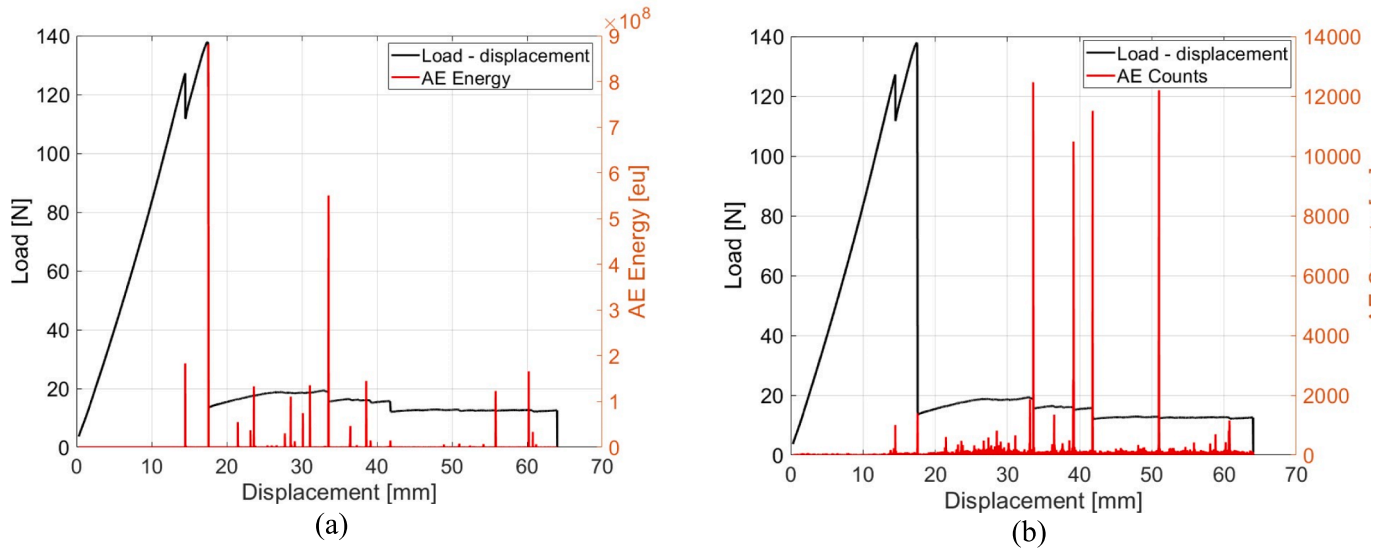 ×10⁸
140
120
100
80
60
40
20
0
Load [N]
Load - displacement
AE Energy
9
8
7
6
5
4
3
2
1
0
AE Energy [eu]
0 10 20 30 40 50 60 70
Displacement [mm]
(a)
140
120
100
80
60
40
20
0
Load [N]
Load - displacement
AE Counts
14000
12000
10000
8000
6000
4000
2000
0
0 10 20 30 40 50 60 70
Displacement [mm]
(b)